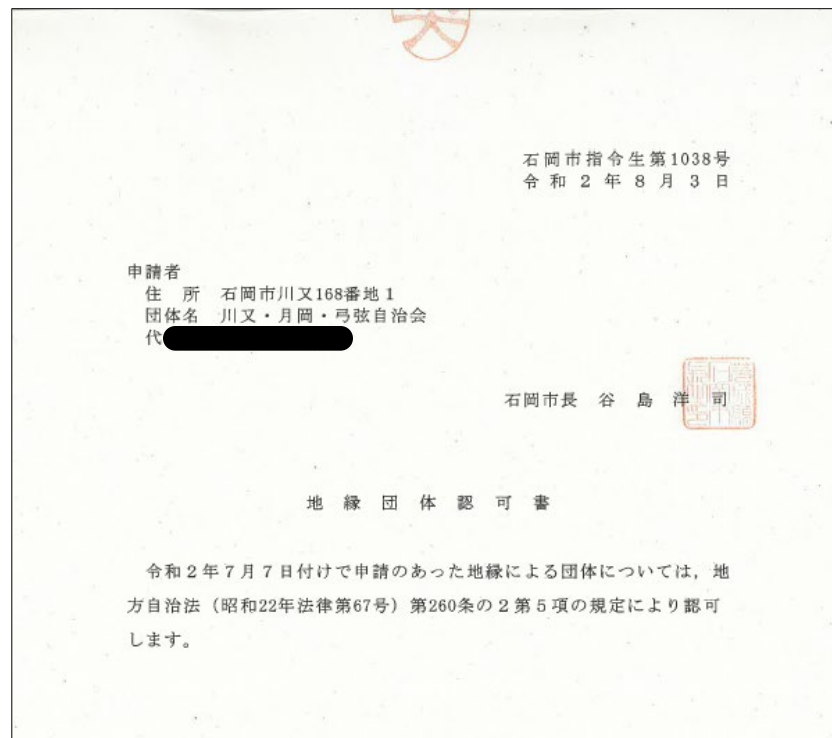 石岡市指令生第1038号
令和2年8月3日
申請者
住所 石岡市川又168番地1
団体名 川又・月岡・弓弦自治会
代
石岡市長 谷島洋司
地縁団体認可書
令和2年7月7日付けで申請のあった地縁による団体については,地
方自治法(昭和22年法律第67号)第260条の2第5項の規定により認可
します。